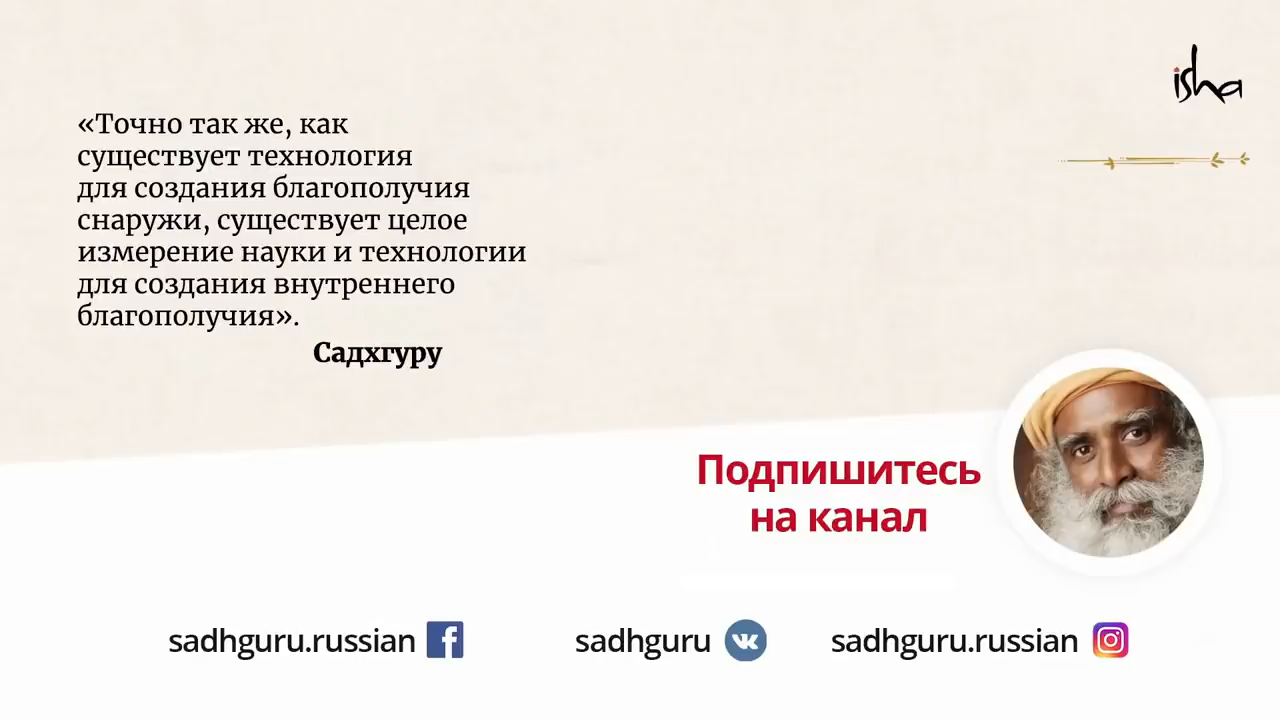 isha
«Точно так же, как
существует технология
для создания благополучия
снаружи, существует целое
измерение науки и технологии
для создания внутреннего
благополучия».
Садхгуру
Подпишитесь
на канал
sadhguru.russian
sadhguru
sadhguru.russian